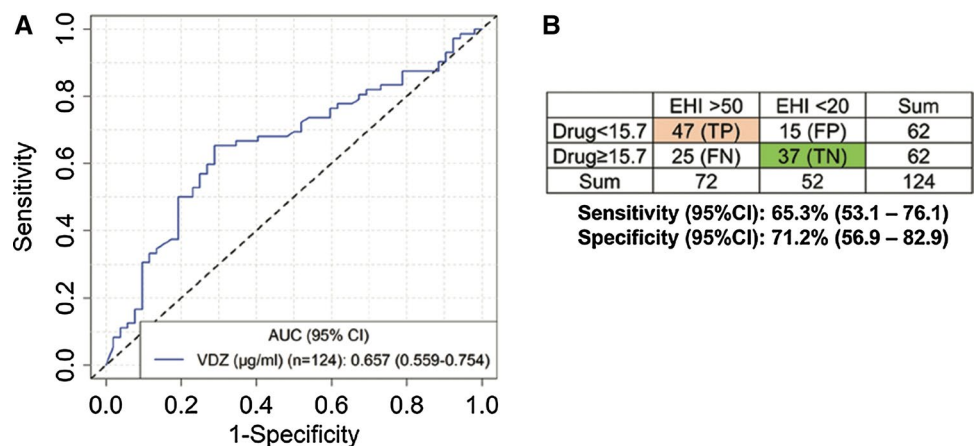 A
1.0
0.8
0.6
0.4
0.2
0.0
Sensitivity
AUC (95% CI)
VDZ (µg/ml) (n=124): 0.657 (0.559-0.754)
0.0 0.2 0.4 0.6 0.8 1.0
1-Specificity
B
EHI >50 EHI <20 Sum
Drug<15.7 47 (TP) 15 (FP) 62
Drug≥15.7 25 (FN) 37 (TN) 62
Sum 72 52 124
Sensitivity (95%CI): 65.3% (53.1 – 76.1)
Specificity (95%CI): 71.2% (56.9 – 82.9)